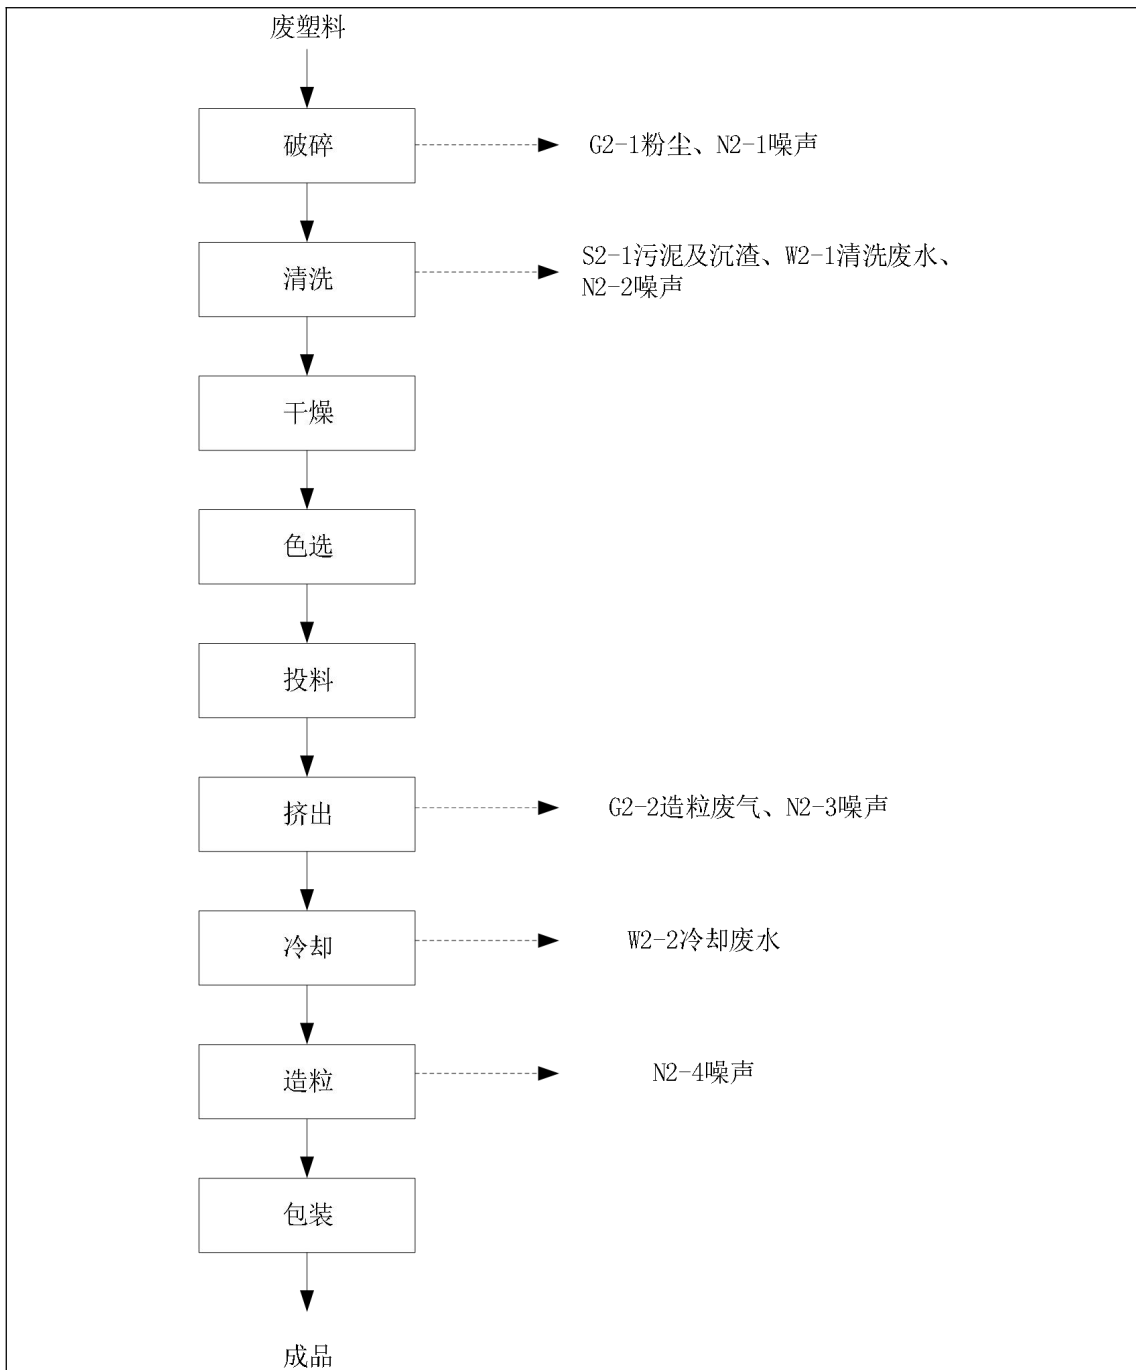 废塑料
破碎
G2-1粉尘、N2-1噪声
清洗
S2-1污泥及沉渣、W2-1清洗废水、
N2-2噪声
干燥
色选
投料
挤出
G2-2造粒废气、N2-3噪声
冷却
W2-2冷却废水
造粒
N2-4噪声
包装
成品